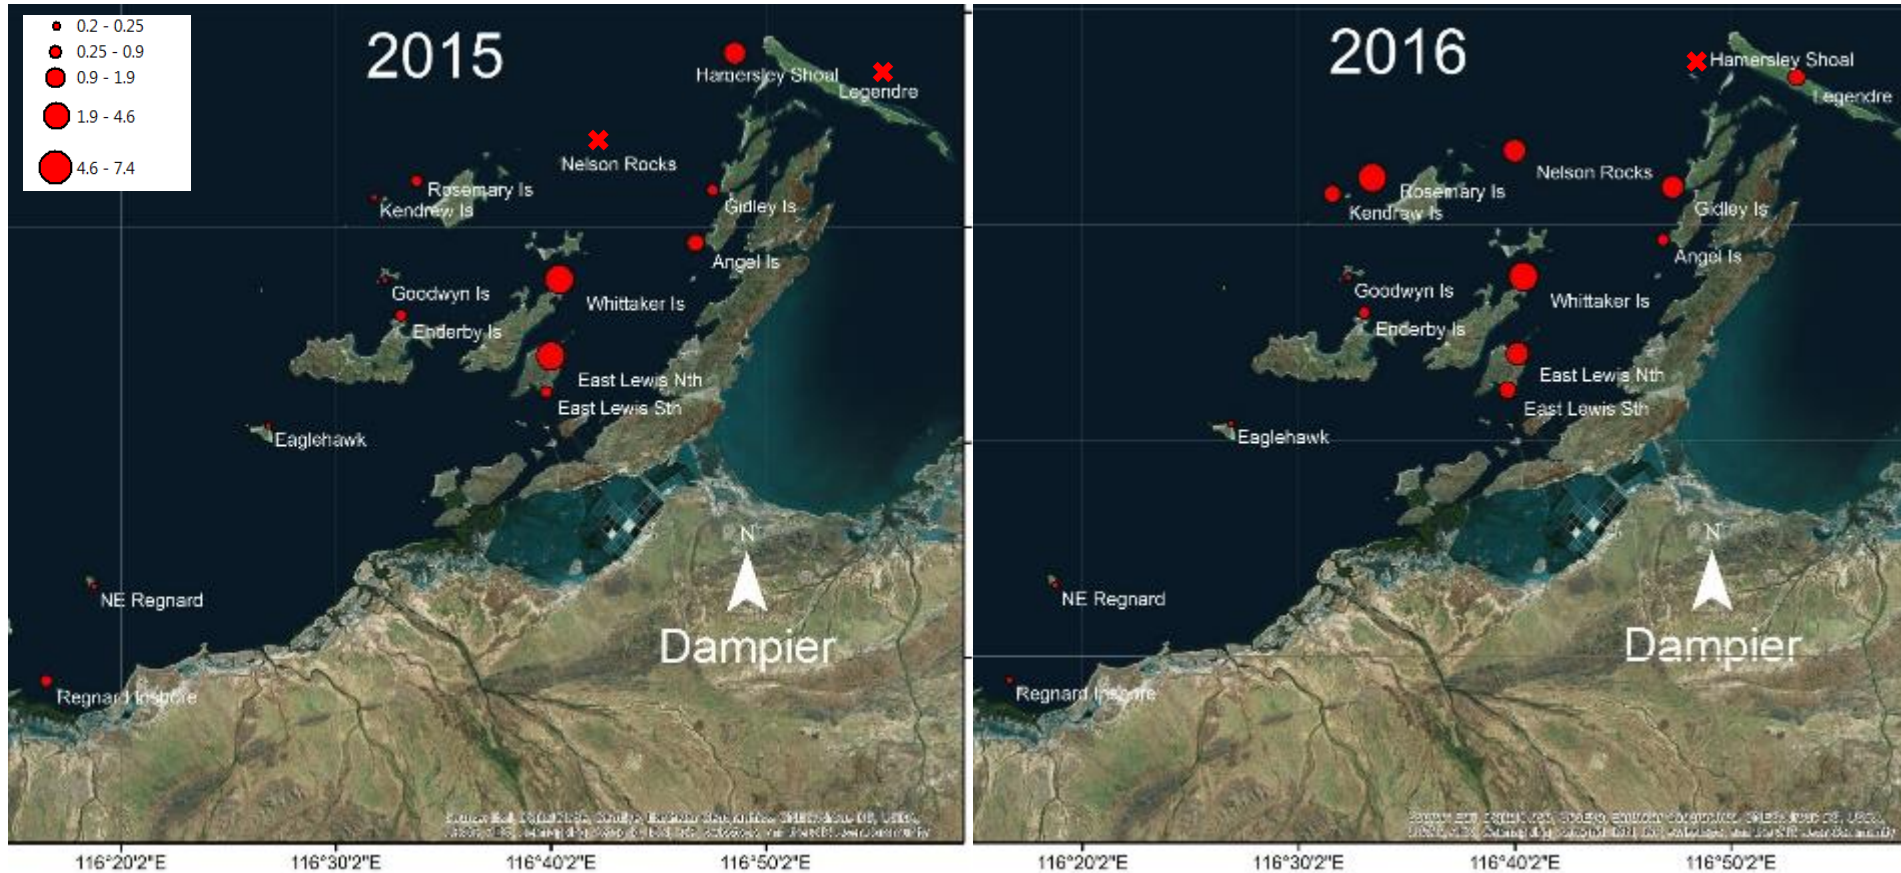 0.2 - 0.25
0.25 - 0.9
0.9 - 1.9
1.9 - 4.6
4.6 - 7.4
2015
Hamersley Shoal
Legendre
Nelson Rocks
Rosemary Is
Kendrew Is
Gidley Is
Angel Is
Goodwyn Is
Whittaker Is
Enderby Is
East Lewis Nth
East Lewis Sth
Eaglehawk
N
NE Regnard
Dampier
Regnard Inshore
116°20'2"E
116°30'2"E
116°40'2"E
116°50'2"E
2016
Hamersley Shoal
Legendre
Nelson Rocks
Rosemary Is
Kendrew Is
Gidley Is
Angel Is
Goodwyn Is
Whittaker Is
Enderby Is
East Lewis Nth
East Lewis Sth
Eaglehawk
N
NE Regnard
Dampier
Regnard Inshore
116°20'2"E
116°30'2"E
116°40'2"E
116°50'2"E